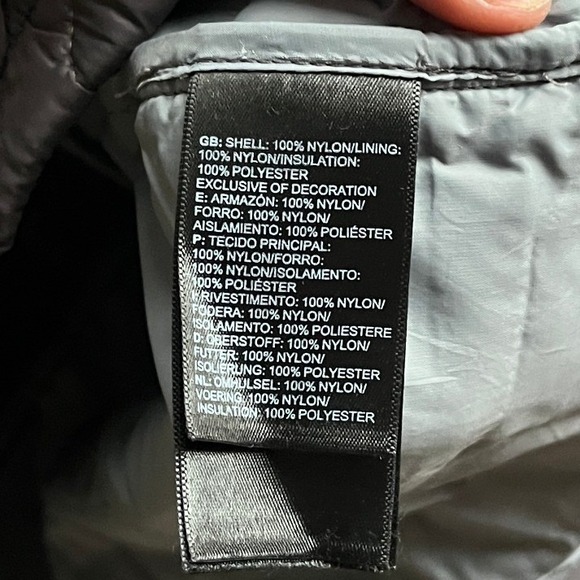 GB: SHELL: 100% NYLON/LINING:
100% NYLON/INSULATION:
100% POLYESTER
EXCLUSIVE OF DECORATION
E: ARMAZÓN: 100% NYLON/
FORRO: 100% NYLON/
AISLAMIENTO: 100% POLIÉSTER
P: TECIDO PRINCIPAL:
100% NYLON/FORRO:
100% NYLON/ISOLAMENTO:
100% POLIÉSTER
I: RIVESTIMENTO: 100% NYLON/
FODERA: 100% NYLON/
ISOLAMENTO: 100% POLIESTERE
D: OBERSTOFF: 100% NYLON/
FUTTER: 100% NYLON/
ISOLIERUNG: 100% POLYESTER
NL: OMHULSEL: 100% NYLON/
VOERING: 100% NYLON/
INSULATION: 100% POLYESTER